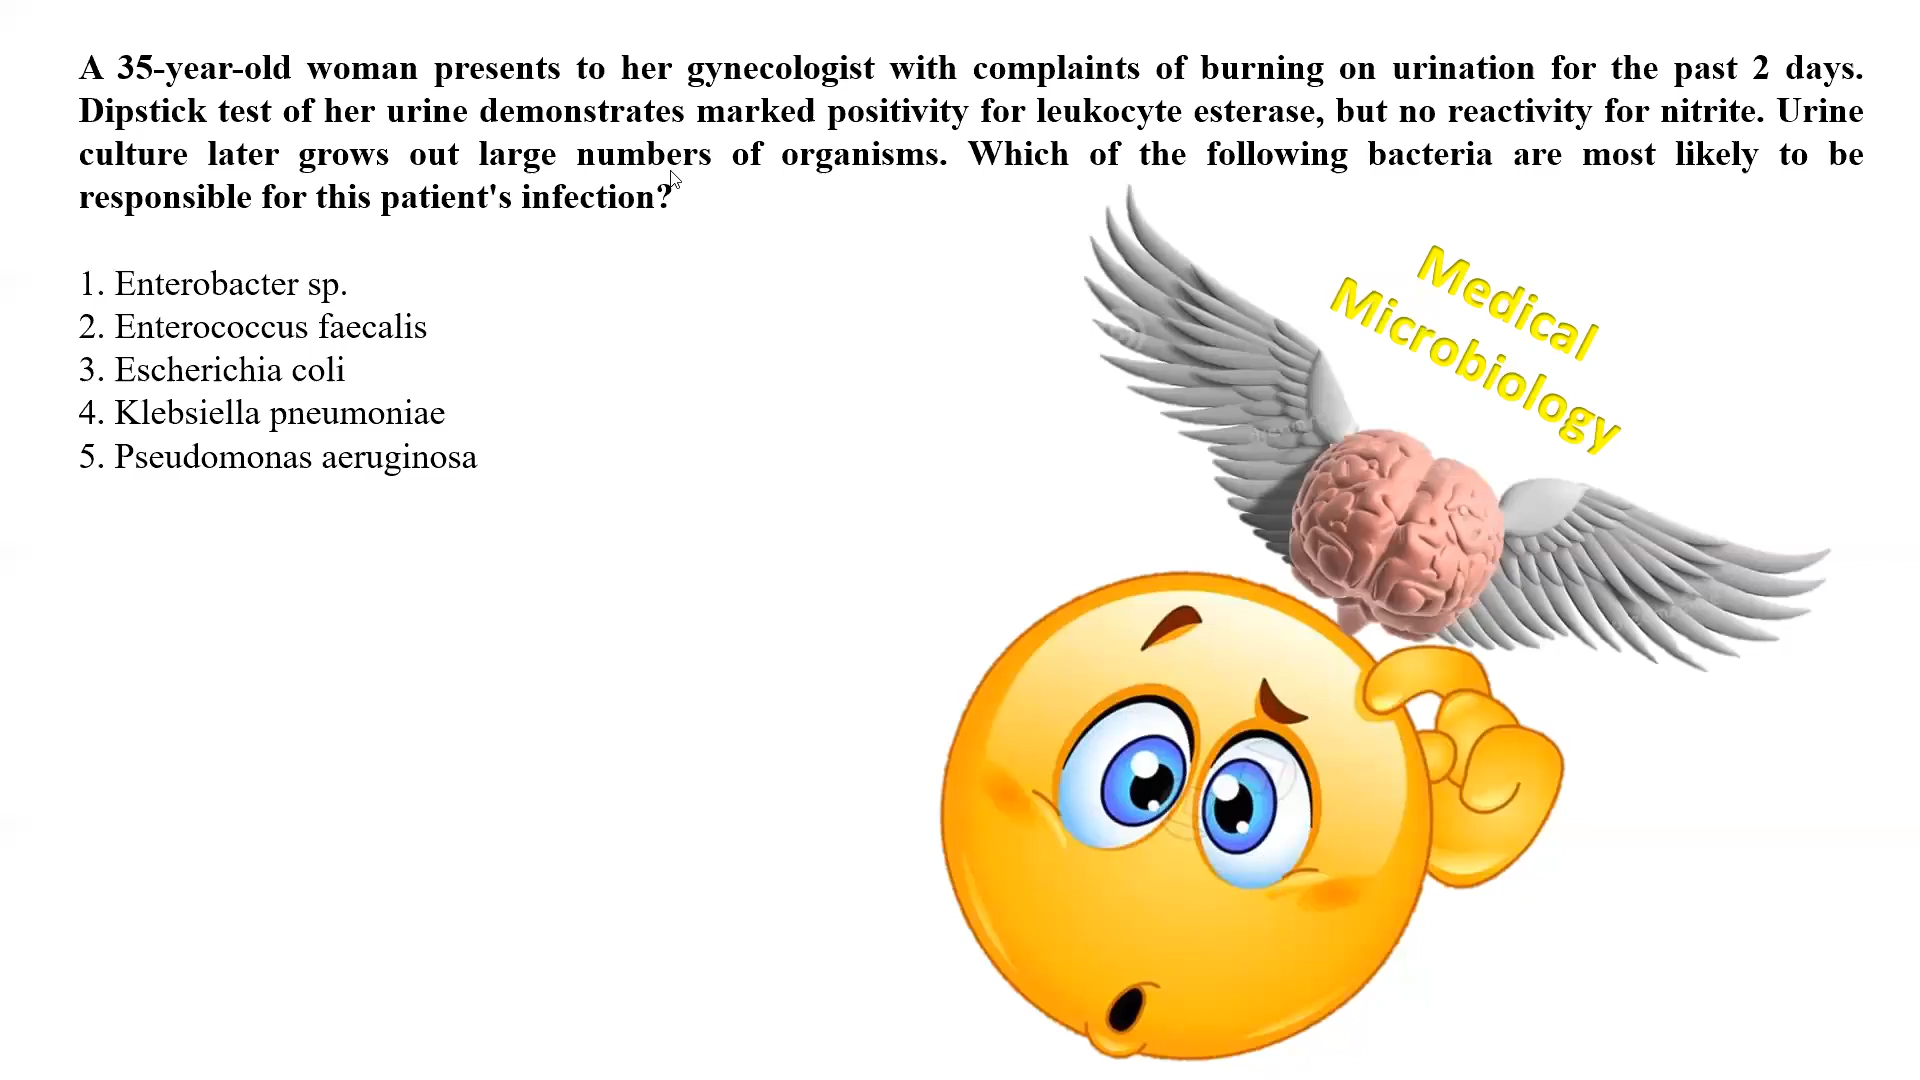 A 35-year-old woman presents to her gynecologist with complaints of burning on urination for the past 2 days.
Dipstick test of her urine demonstrates marked positivity for leukocyte esterase, but no reactivity for nitrite. Urine
culture later grows out large numbers of organisms. Which of the following bacteria are most likely to be
responsible for this patient's infection?
1. Enterobacter sp.
2. Enterococcus faecalis
3. Escherichia coli
4. Klebsiella pneumoniae
5. Pseudomonas aeruginosa
Medical
Microbiology